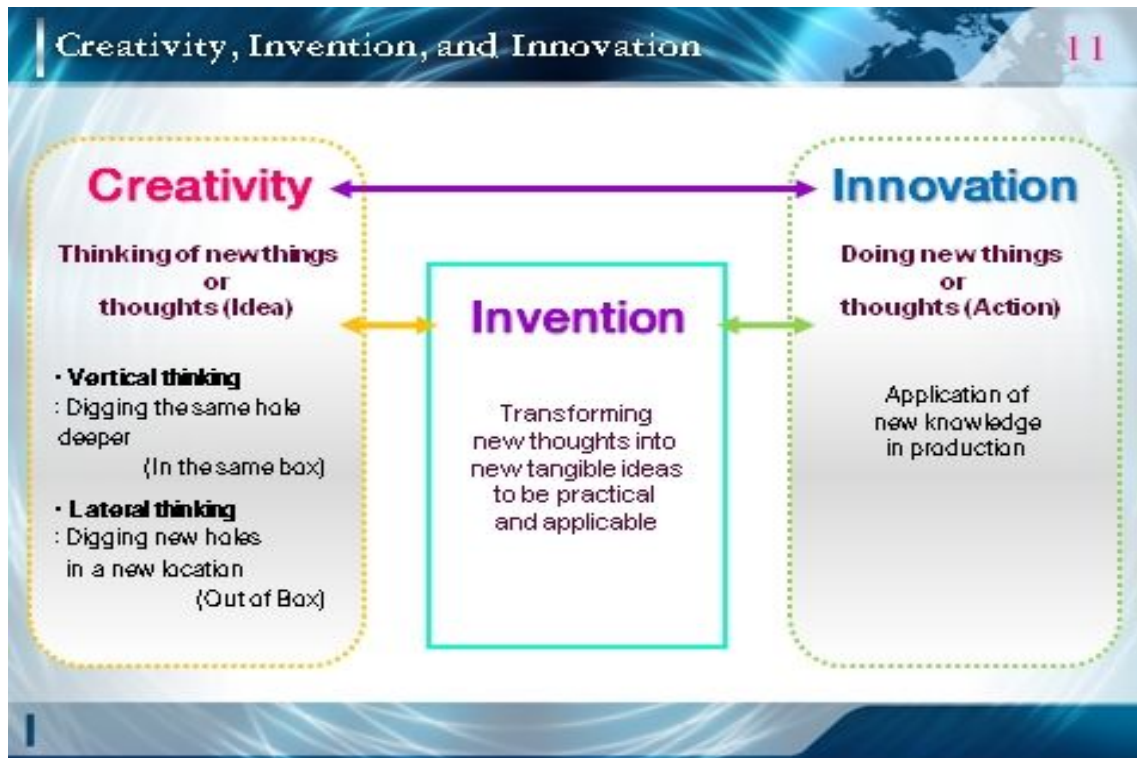 Creativity, Invention, and Innovation
11
Creativity
Thinking of new things
or
thoughts (Idea)
• Vertical thinking
: Digging the same hole
deeper
(In the same box)
• Lateral thinking
: Digging new holes
in a new location
(Out of Box)
Invention
Transforming
new thoughts into
new tangible ideas
to be practical
and applicable
Innovation
Doing new things
or
thoughts (Action)
Application of
new knowledge
in production